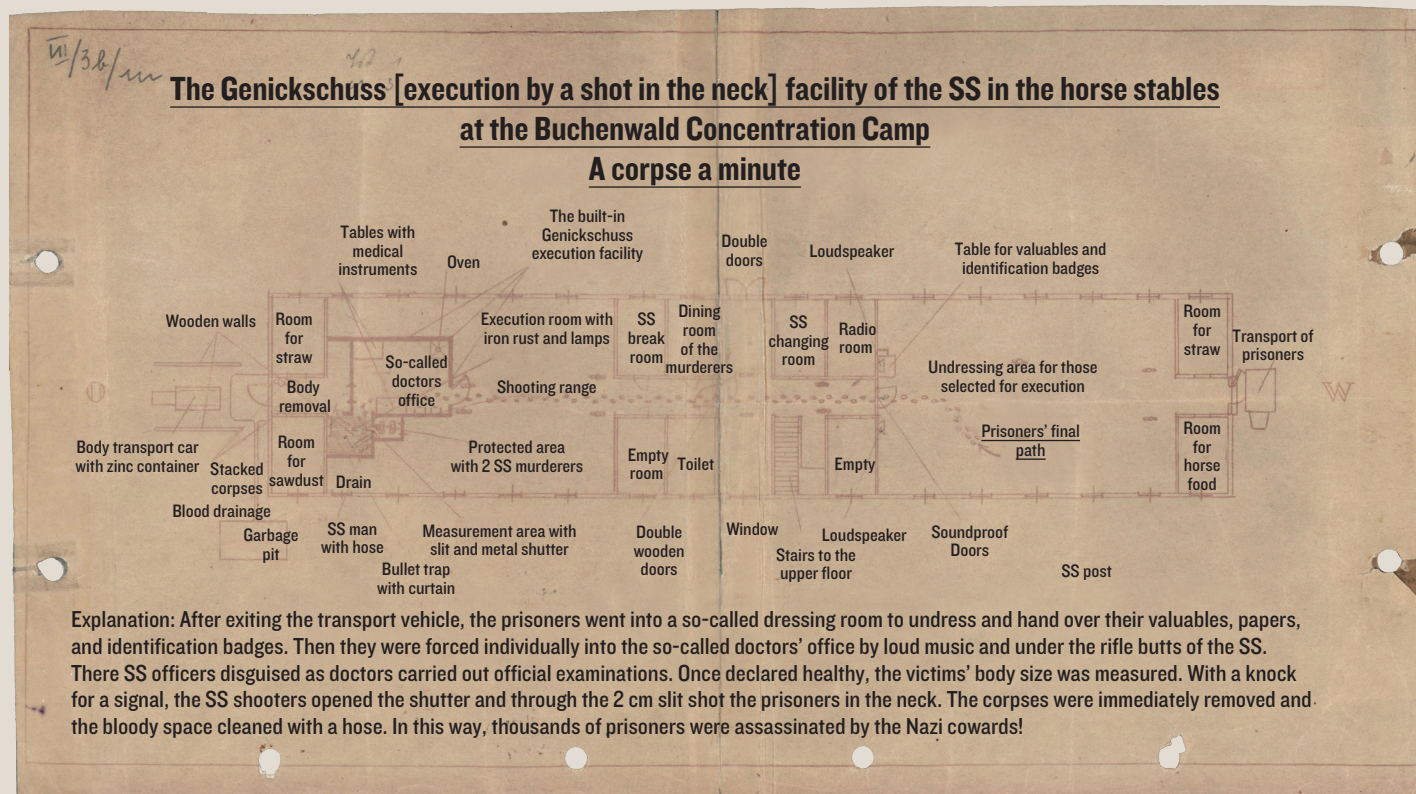 III/3b/
The Genickschuss [execution by a shot in the neck] facility of the SS in the horse stables
at the Buchenwald Concentration Camp
A corpse a minute
The built-in
Genickschuss
execution facility
Tables with
medical
instruments
Oven
Double
doors
Loudspeaker
Table for valuables and
identification badges
Wooden walls
Room
for
straw
Execution room with
iron rust and lamps
SS
break
room
Dining
room
of the
murderers
SS
changing
room
Radio
room
Room
for
straw
Transport of
prisoners
So-called
doctors
office
Body
removal
Shooting range
Undressing area for those
selected for execution
O
W
Body transport car
with zinc container
Stacked
corpses
Room
for
sawdust
Drain
Protected area
with 2 SS murderers
Empty
room
Toilet
Empty
Prisoners' final
path
Room
for
horse
food
Blood drainage
Garbage
pit
SS man
with hose
Measurement area with
slit and metal shutter
Bullet trap
with curtain
Double
wooden
doors
Window
Stairs to the
upper floor
Loudspeaker
Soundproof
Doors
SS post
Explanation: After exiting the transport vehicle, the prisoners went into a so-called dressing room to undress and hand over their valuables, papers,
and identification badges. Then they were forced individually into the so-called doctors' office by loud music and under the rifle butts of the SS.
There SS officers disguised as doctors carried out official examinations. Once declared healthy, the victims' body size was measured. With a knock
for a signal, the SS shooters opened the shutter and through the 2 cm slit shot the prisoners in the neck. The corpses were immediately removed and
the bloody space cleaned with a hose. In this way, thousands of prisoners were assassinated by the Nazi cowards!